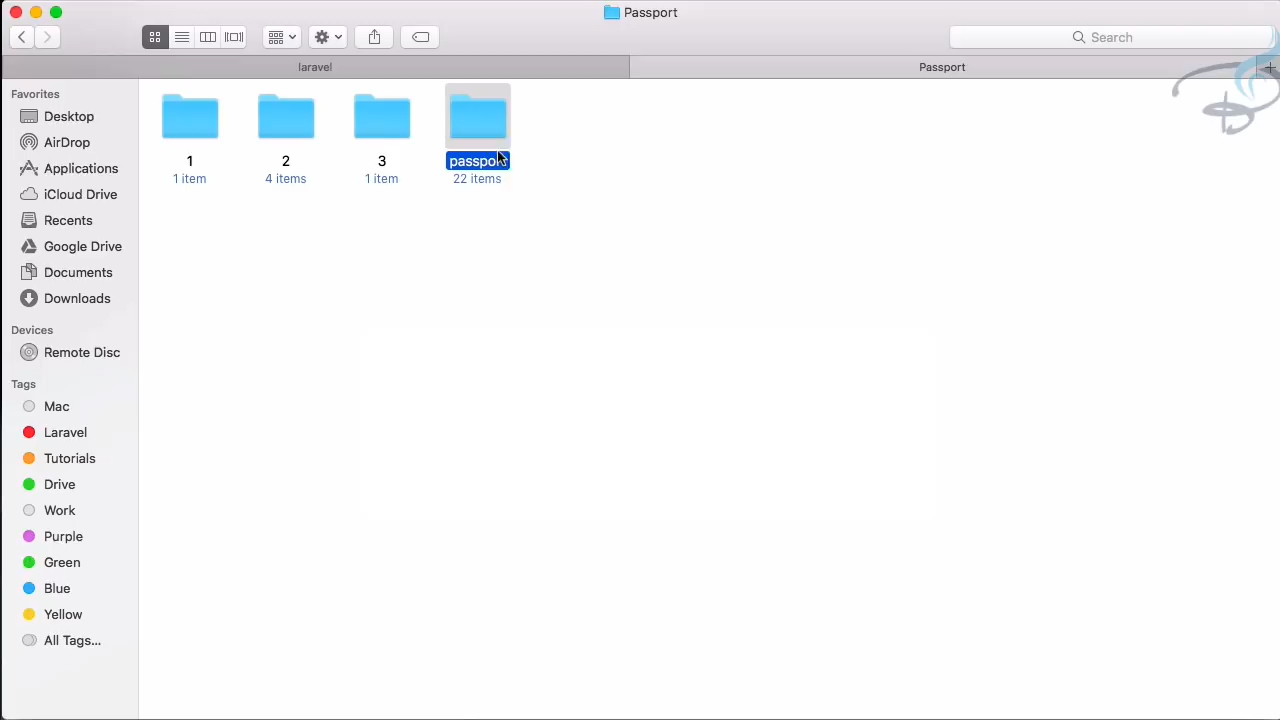 Passport
Search
laravel
Passport
Favorites
Desktop
AirDrop
Applications
iCloud Drive
Recents
Google Drive
Documents
Downloads
Devices
Remote Disc
Tags
Mac
Laravel
Tutorials
Drive
Work
Purple
Green
Blue
Yellow
All Tags...
1
2
3
passport
1 item
4 items
1 item
22 items